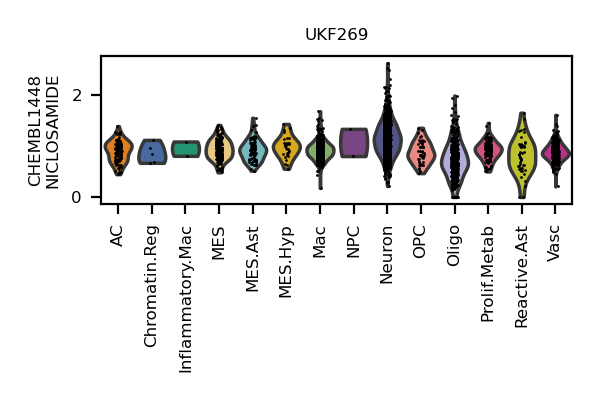 UKF269
CHEMBL1448
NICLOSAMIDE
2
0
AC
Chromatin.Reg
Inflammatory.Mac
MES
MES.Ast
MES.Hyp
Mac
NPC
Neuron
OPC
Oligo
Prolif.Metab
Reactive.Ast
Vasc